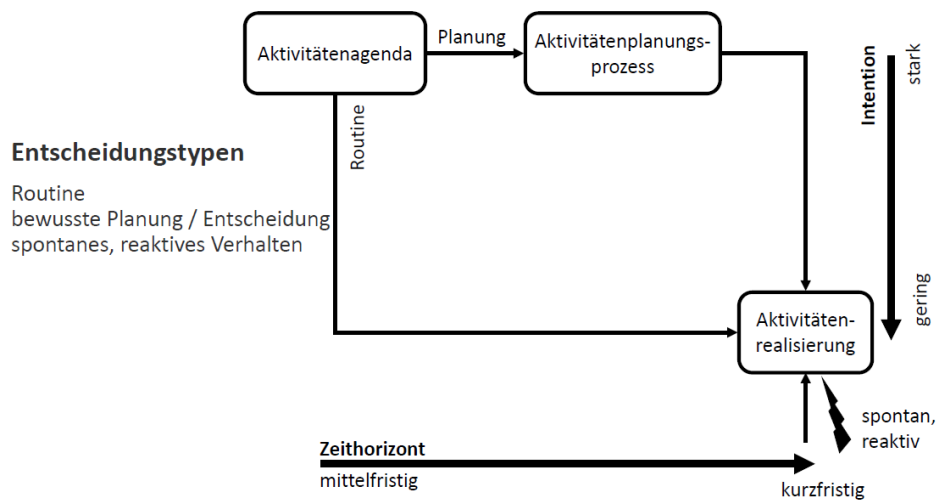 Aktivitätenagenda
Planung
Aktivitätenplanungs-
prozess
Intention
stark
gering
Routine
Entscheidungstypen
Routine
bewusste Planung / Entscheidung
spontanes, reaktives Verhalten
Aktivitäten-
realisierung
spontan,
reaktiv
Zeithorizont
mittelfristig
kurzfristig